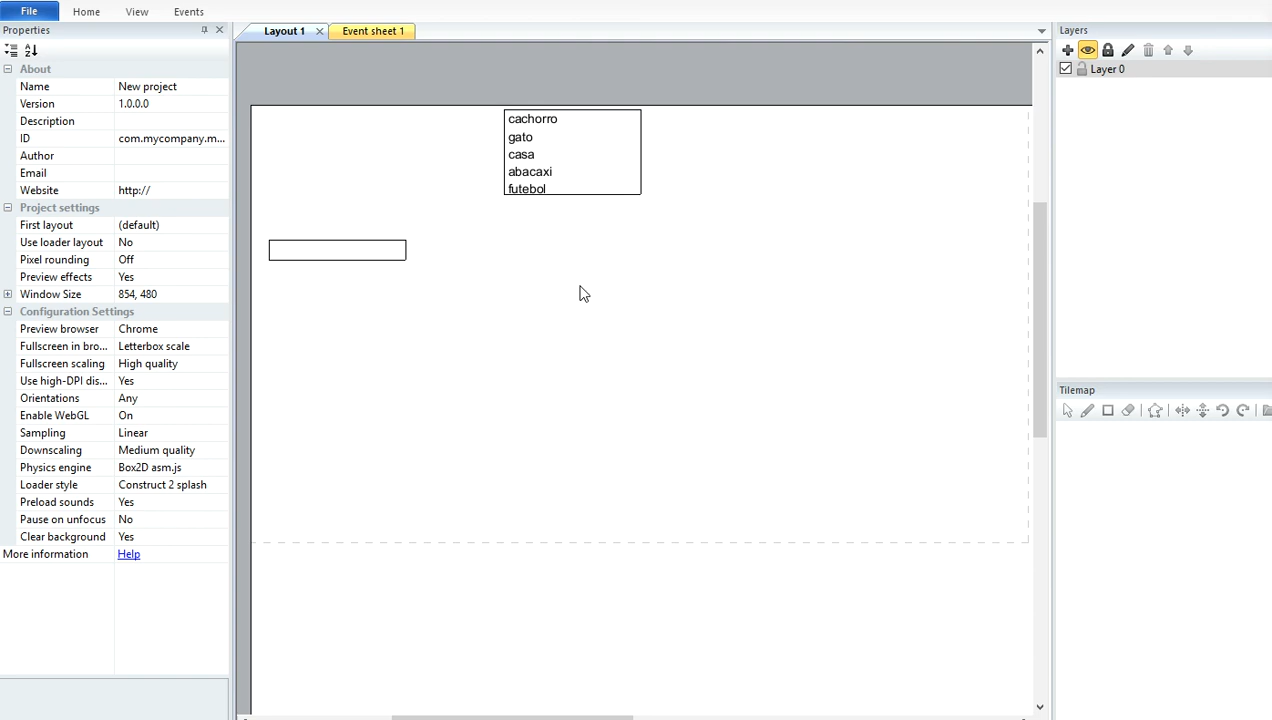 File Home View Events
Properties
Layout 1 Event sheet 1
Layers
About
Name New project
Version 1.0.0.0
Description
ID com.mycompany.m...
Author
Email
Website http://
Project settings
First layout (default)
Use loader layout No
Pixel rounding Off
Preview effects Yes
Window Size 854, 480
Configuration Settings
Preview browser Chrome
Fullscreen in bro... Letterbox scale
Fullscreen scaling High quality
Use high-DPI dis... Yes
Orientations Any
Enable WebGL On
Sampling Linear
Downscaling Medium quality
Physics engine Box2D asm.js
Loader style Construct 2 splash
Preload sounds Yes
Pause on unfocus No
Clear background Yes
More information Help
cachorro
gato
casa
abacaxi
futebol
Layer 0
Tilemap